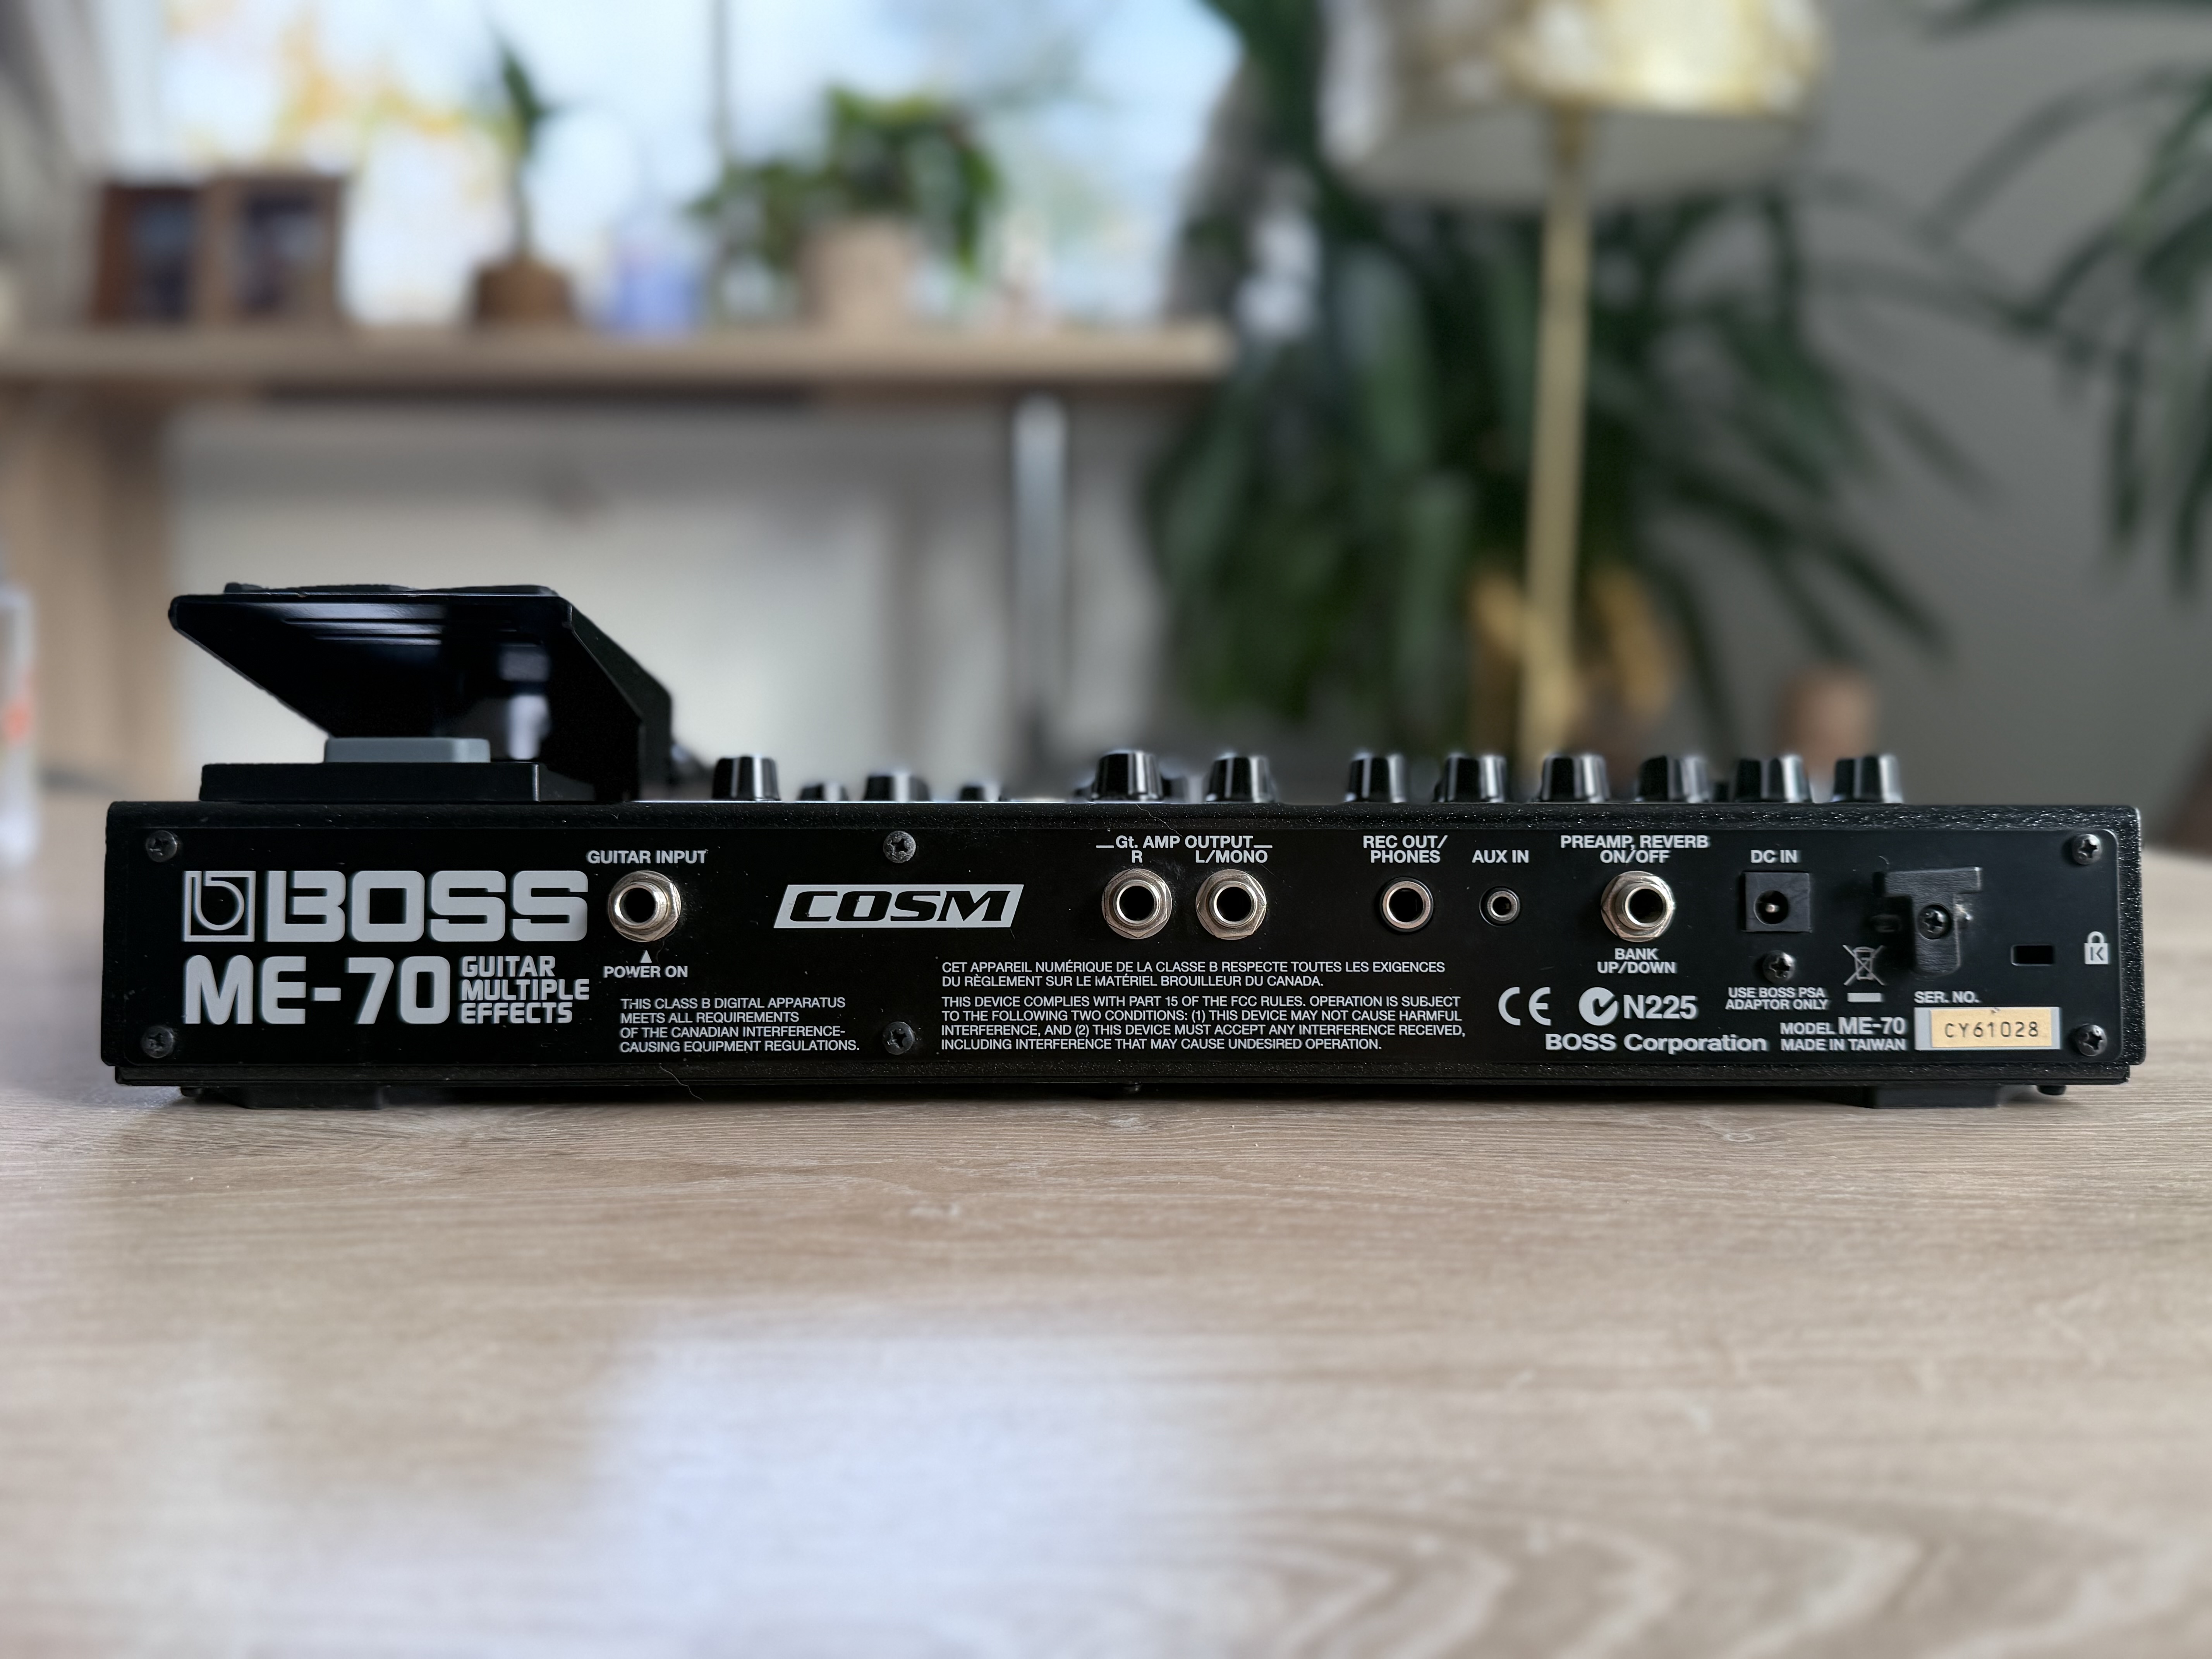 BOSS
ME-70 GUITAR
MULTIPLE
EFFECTS
GUITAR INPUT
POWER ON
THIS CLASS B DIGITAL APPARATUS
MEETS ALL REQUIREMENTS
OF THE CANADIAN INTERFERENCE-
CAUSING EQUIPMENT REGULATIONS.
COSM
Gt. AMP OUTPUT
R L/MONO
CET APPAREIL NUMÉRIQUE DE LA CLASSE B RESPECTE TOUTES LES EXIGENCES
DU RÈGLEMENT SUR LE MATÉRIEL BROUILLEUR DU CANADA.
THIS DEVICE COMPLIES WITH PART 15 OF THE FCC RULES. OPERATION IS SUBJECT
TO THE FOLLOWING TWO CONDITIONS: (1) THIS DEVICE MAY NOT CAUSE HARMFUL
INTERFERENCE, AND (2) THIS DEVICE MUST ACCEPT ANY INTERFERENCE RECEIVED,
INCLUDING INTERFERENCE THAT MAY CAUSE UNDESIRED OPERATION.
REC OUT/
PHONES
AUX IN
PREAMP, REVERB
ON/OFF
BANK
UP/DOWN
DC IN
USE BOSS PSA
ADAPTOR ONLY
CE N225
BOSS Corporation
MODEL ME-70
MADE IN TAIWAN
SER. NO.
CY61028
K